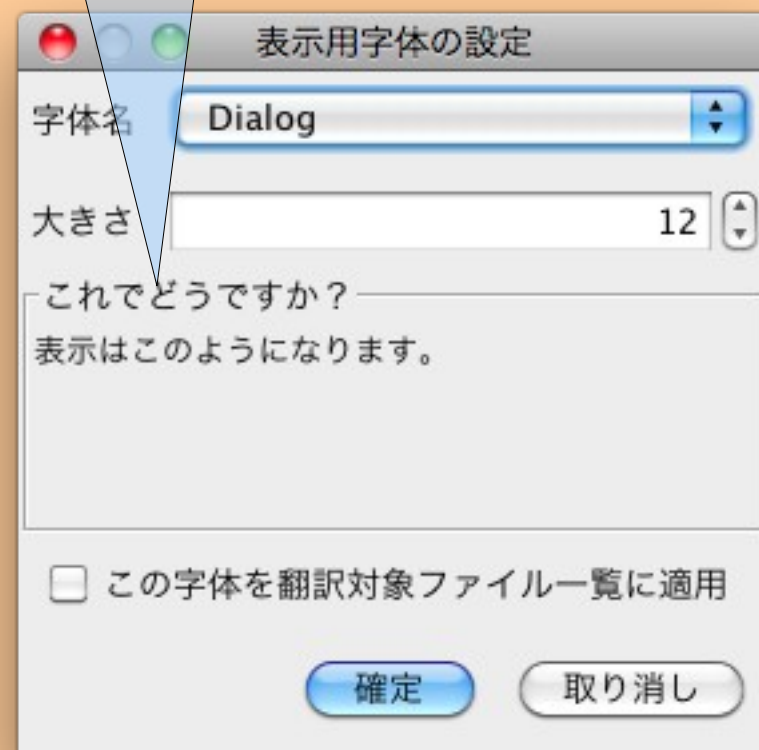 表示用字体の設定
字体名 Dialog
大きさ 12
これでどうですか？
表示はこのようになります。
この字体を翻訳対象ファイル一覧に適用
確定 取り消し